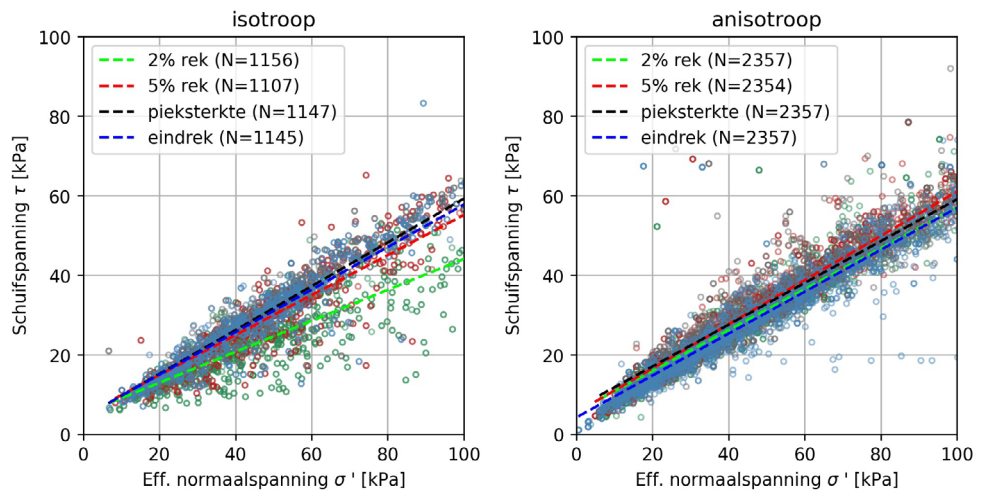 isotroop
100
80
60
40
20
0
0
20
40
60
80
100
Schuifspanning τ [kPa]
Eff. normaalspanning σ ' [kPa]
2% rek (N=1156)
5% rek (N=1107)
pieksterkte (N=1147)
eindrek (N=1145)
anisotroop
100
80
60
40
20
0
0
20
40
60
80
100
Schuifspanning τ [kPa]
Eff. normaalspanning σ ' [kPa]
2% rek (N=2357)
5% rek (N=2354)
pieksterkte (N=2357)
eindrek (N=2357)